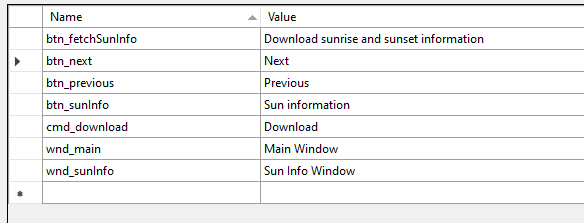 Name Value
btn_fetchSunInfo Download sunrise and sunset information
btn_next Next
btn_previous Previous
btn_sunInfo Sun information
cmd_download Download
wnd_main Main Window
wnd_sunInfo Sun Info Window